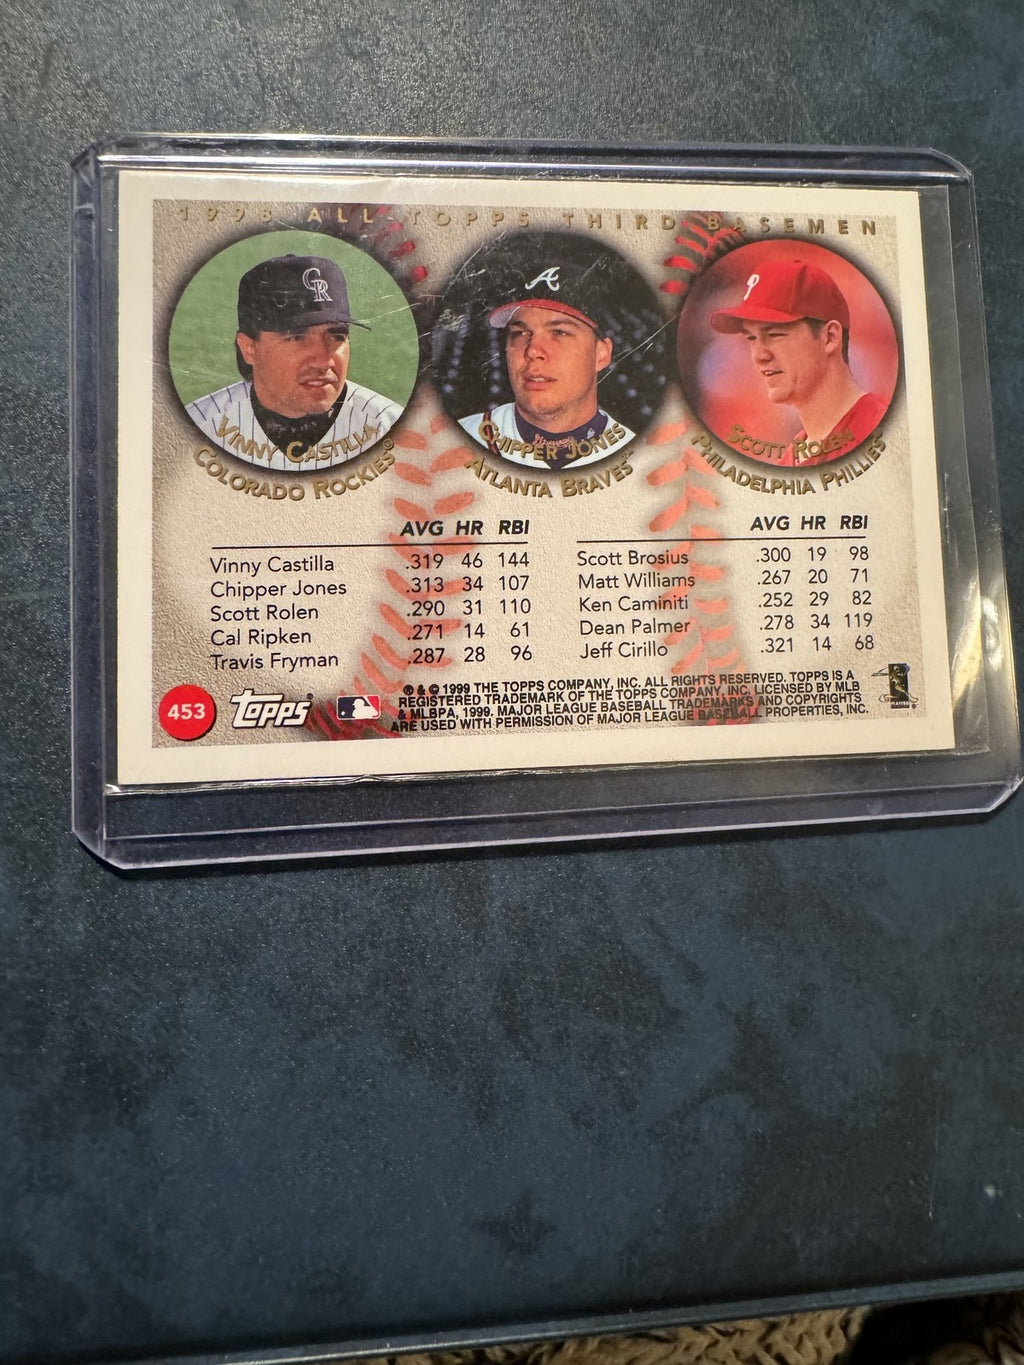 1998 ALL-TOPPS THIRD BASEMEN
CR
A
P
VINNY CASTILLA
COLORADO ROCKIES®
CHIPPER JONES
ATLANTA BRAVES™
SCOTT ROLEN
PHILADELPHIA PHILLIES™
AVG HR RBI
Vinny Castilla .319 46 144
Chipper Jones .313 34 107
Scott Rolen .290 31 110
Cal Ripken .271 14 61
Travis Fryman .287 28 96
AVG HR RBI
Scott Brosius .300 19 98
Matt Williams .267 20 71
Ken Caminiti .252 29 82
Dean Palmer .278 34 119
Jeff Cirillo .321 14 68
453
TOPPS®
® & © 1999 THE TOPPS COMPANY, INC. ALL RIGHTS RESERVED. TOPPS IS A
REGISTERED TRADEMARK OF THE TOPPS COMPANY, INC. LICENSED BY MLB
& MLBPA, 1999. MAJOR LEAGUE BASEBALL TRADEMARKS AND COPYRIGHTS
ARE USED WITH PERMISSION OF MAJOR LEAGUE BASEBALL PROPERTIES, INC.